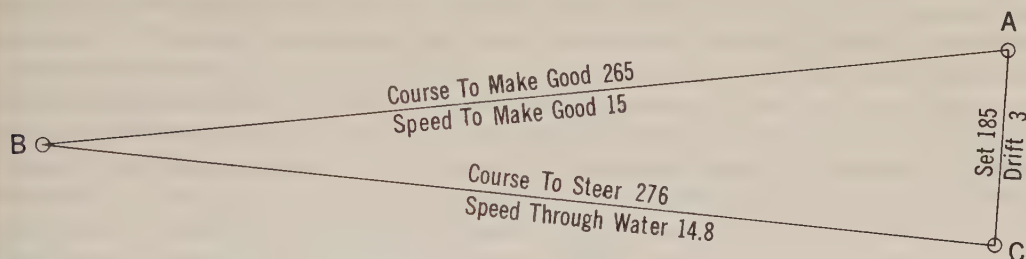 A
Course To Make Good 265
Speed To Make Good 15
B
Set 185
Drift 3
Course To Steer 276
Speed Through Water 14.8
C